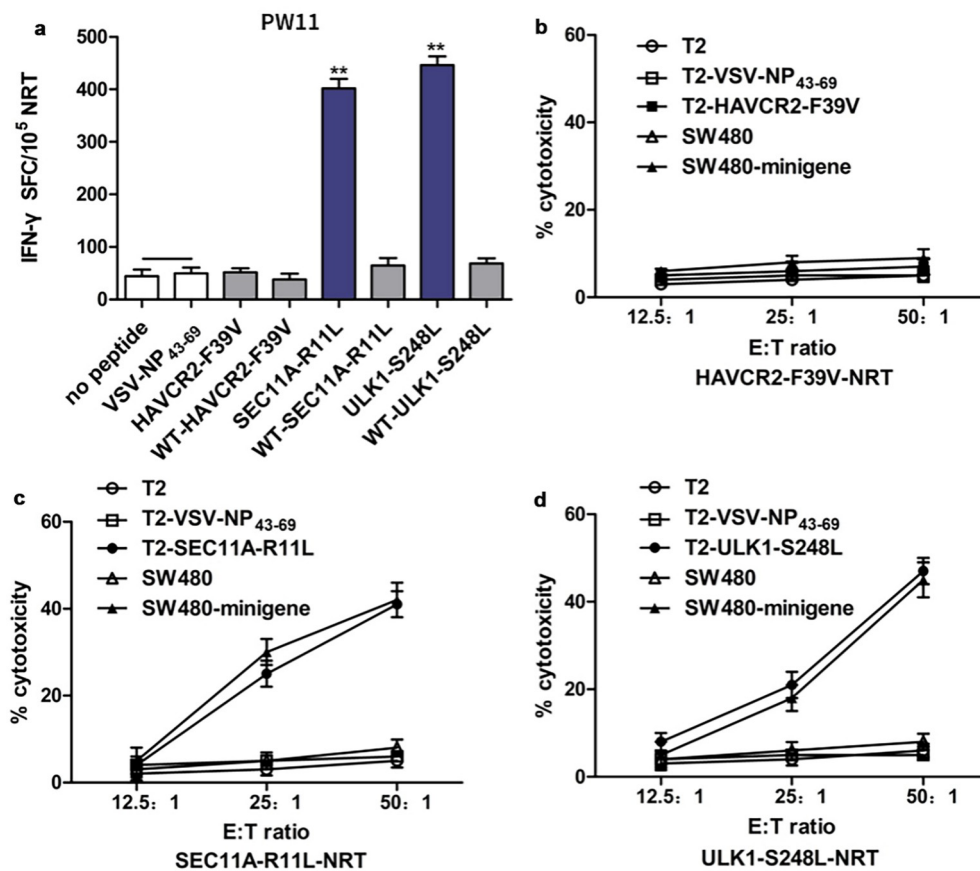 a
PW11
IFN-γ SFC/10⁵ NRT
500
400
300
200
100
0
**
**
no peptide
VSV-NP₄₃₋₆₉
HAVCR2-F39V
WT-HAVCR2-F39V
SEC11A-R11L
WT-SEC11A-R11L
ULK1-S248L
WT-ULK1-S248L
b
% cytotoxicity
60
40
20
0
T2
T2-VSV-NP₄₃₋₆₉
T2-HAVCR2-F39V
SW480
SW480-minigene
12.5：1 25：1 50：1
E:T ratio
HAVCR2-F39V-NRT
c
% cytotoxicity
60
40
20
0
T2
T2-VSV-NP₄₃₋₆₉
T2-SEC11A-R11L
SW480
SW480-minigene
12.5：1 25：1 50：1
E:T ratio
SEC11A-R11L-NRT
d
% cytotoxicity
60
40
20
0
T2
T2-VSV-NP₄₃₋₆₉
T2-ULK1-S248L
SW480
SW480-minigene
12.5：1 25：1 50：1
E:T ratio
ULK1-S248L-NRT